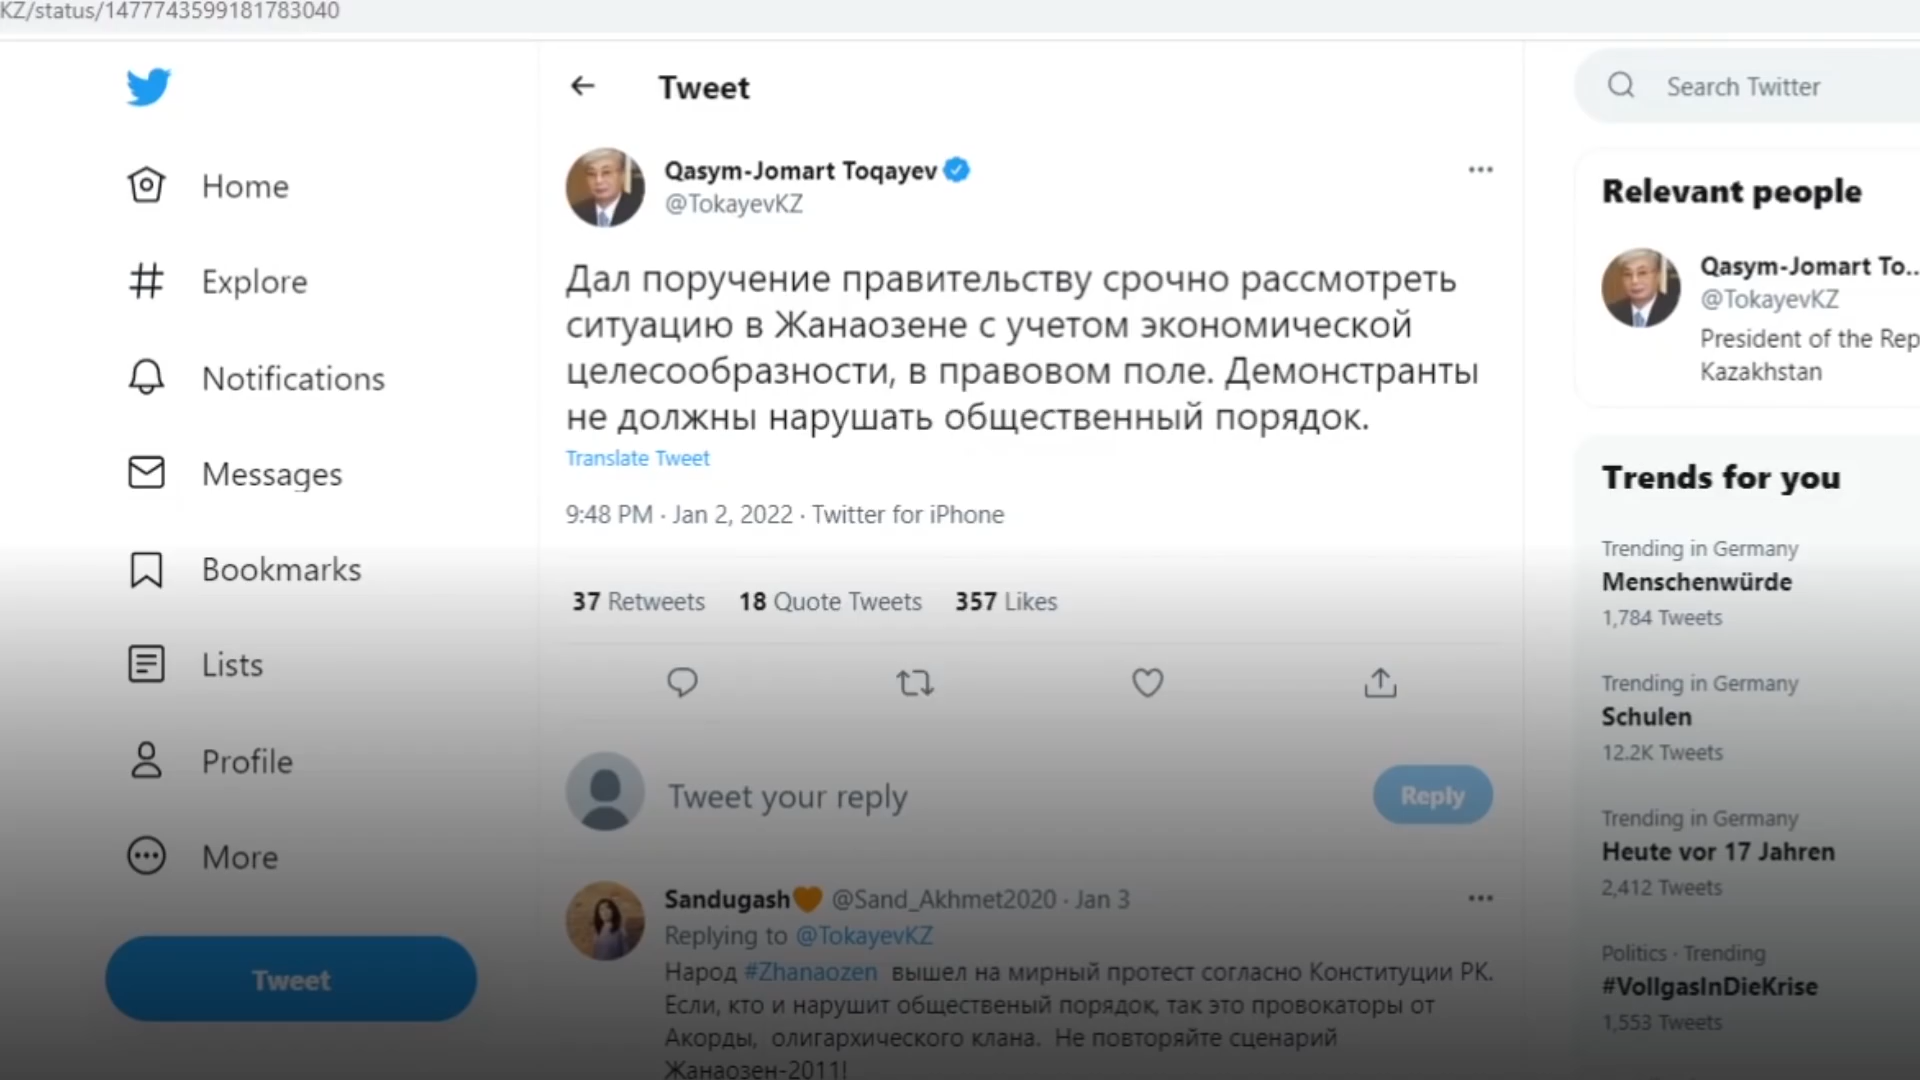 KZ/status/1477743599181783040
Home
Explore
Notifications
Messages
Bookmarks
Lists
Profile
More
Tweet
Tweet
Qasym-Jomart Toqayev
@TokayevKZ
Дал поручение правительству срочно рассмотреть
ситуацию в Жанаозене с учетом экономической
целесообразности, в правовом поле. Демонстранты
не должны нарушать общественный порядок.
Translate Tweet
9:48 PM · Jan 2, 2022 · Twitter for iPhone
37 Retweets 18 Quote Tweets 357 Likes
Tweet your reply
Reply
Sandugash🧡 @Sand_Akhmet2020 · Jan 3
Replying to @TokayevKZ
Народ #Zhanaozen вышел на мирный протест согласно Конституции РК.
Если, кто и нарушит общественый порядок, так это провокаторы от
Акорды, олигархического клана. Не повторяйте сценарий
Жанаозен-2011!
Search Twitter
Relevant people
Qasym-Jomart To...
@TokayevKZ
President of the Rep
Kazakhstan
Trends for you
Trending in Germany
Menschenwürde
1,784 Tweets
Trending in Germany
Schulen
12.2K Tweets
Trending in Germany
Heute vor 17 Jahren
2,412 Tweets
Politics · Trending
#VollgasInDieKrise
1,553 Tweets